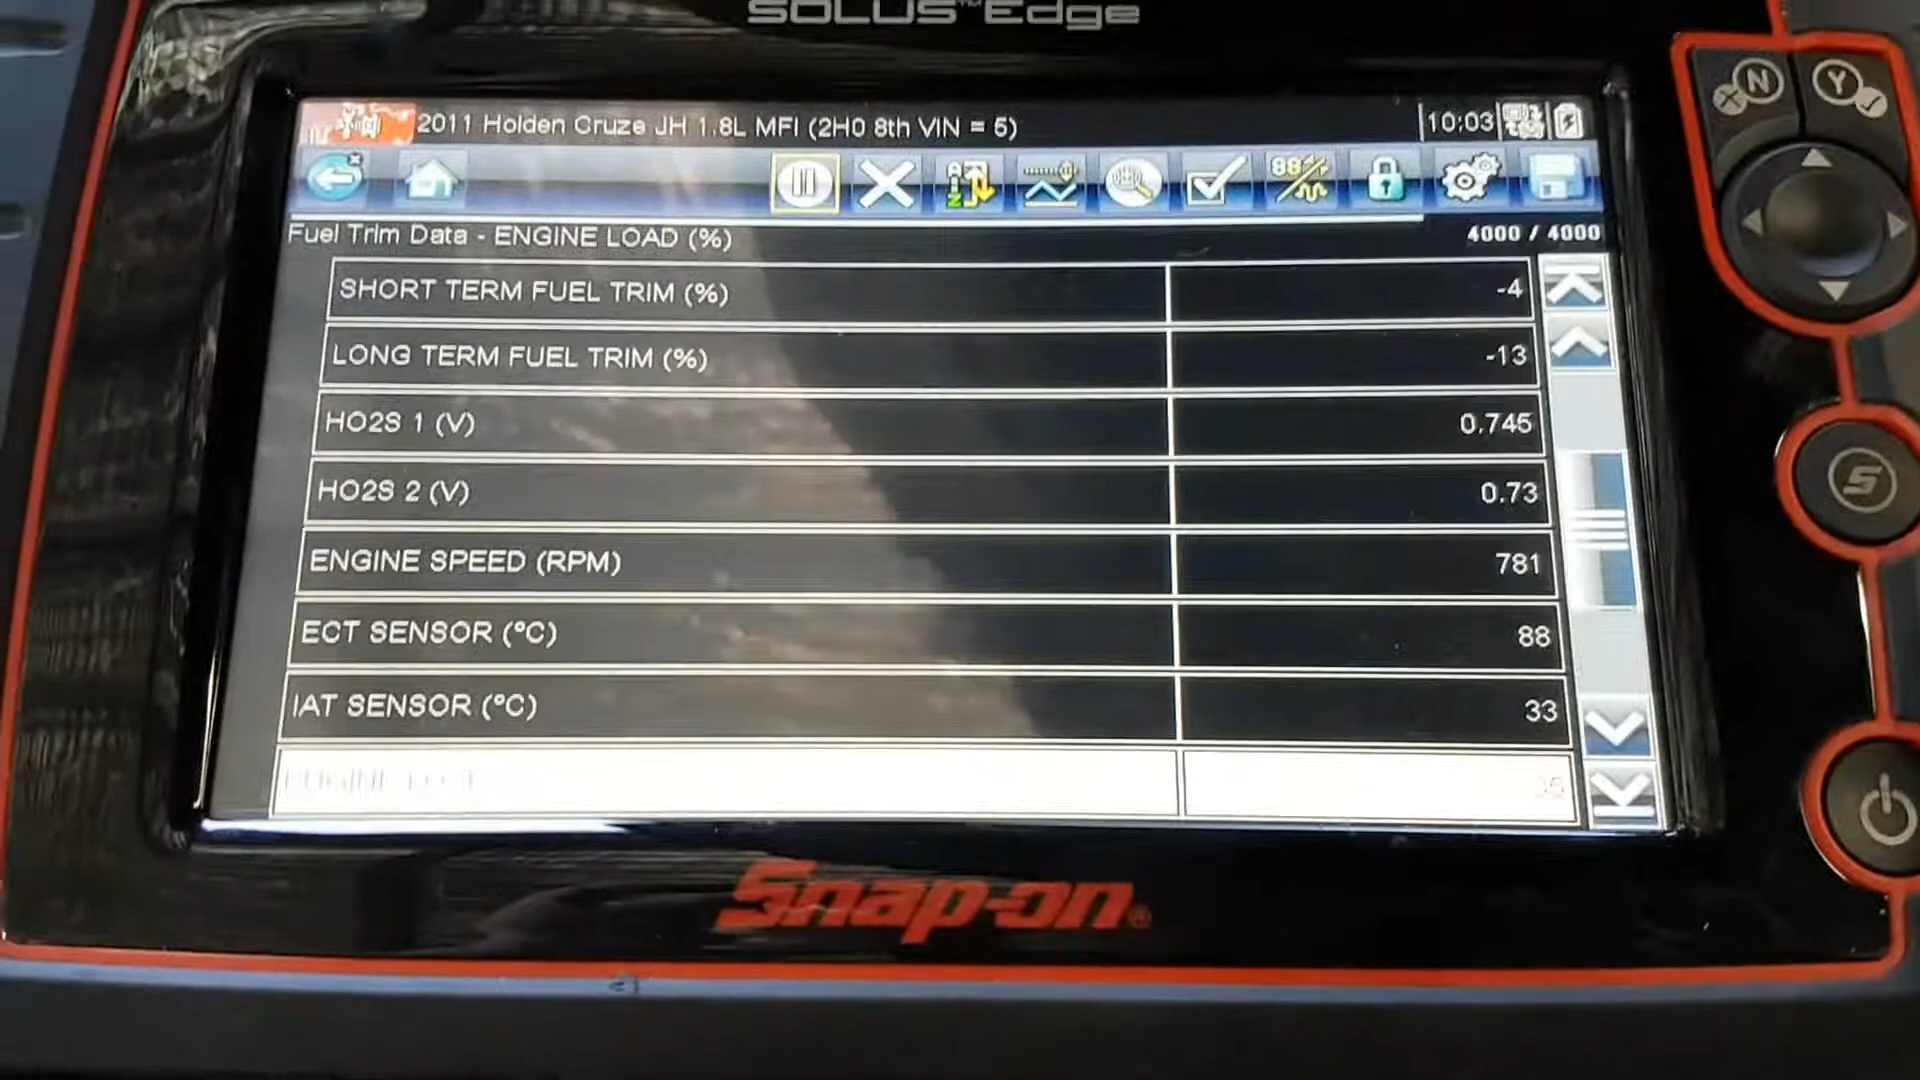 SOLUS™ Edge
2011 Holden Cruze JH 1.8L MFI (2H0 8th VIN = 5) 10:03
Fuel Trim Data - ENGINE LOAD (%) 4000 / 4000
SHORT TERM FUEL TRIM (%) -4
LONG TERM FUEL TRIM (%) -13
HO2S 1 (V) 0.745
HO2S 2 (V) 0.73
ENGINE SPEED (RPM) 781
ECT SENSOR (°C) 88
IAT SENSOR (°C) 33
Snap-on®
N
Y
S